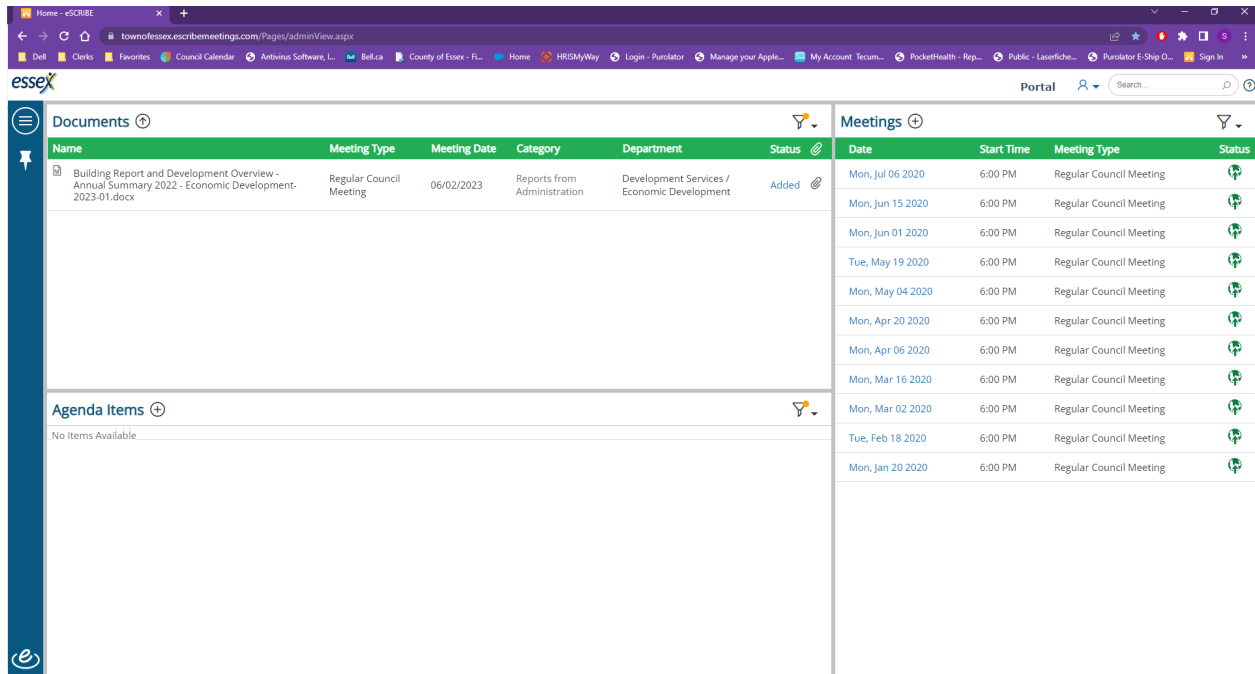 Home - eSCRIBE
townofessex.escribemeetings.com/Pages/adminView.aspx
Dell Clerks Favorites Council Calendar Antivirus Software, I... Bell Bell.ca County of Essex - Fi... Home HRISMyWay Login - Purolator Manage your Apple... My Account Tecum... PocketHealth - Rep... Public - Laserfiche... Purolator E-Ship O... Sign In »
essex Portal Search...
Documents
Name Meeting Type Meeting Date Category Department Status
Building Report and Development Overview -
Annual Summary 2022 - Economic Development-
2023-01.docx
Regular Council
Meeting
06/02/2023
Reports from
Administration
Development Services /
Economic Development
Added
Agenda Items
No Items Available
Meetings
Date Start Time Meeting Type Status
Mon, Jul 06 2020 6:00 PM Regular Council Meeting
Mon, Jun 15 2020 6:00 PM Regular Council Meeting
Mon, Jun 01 2020 6:00 PM Regular Council Meeting
Tue, May 19 2020 6:00 PM Regular Council Meeting
Mon, May 04 2020 6:00 PM Regular Council Meeting
Mon, Apr 20 2020 6:00 PM Regular Council Meeting
Mon, Apr 06 2020 6:00 PM Regular Council Meeting
Mon, Mar 16 2020 6:00 PM Regular Council Meeting
Mon, Mar 02 2020 6:00 PM Regular Council Meeting
Tue, Feb 18 2020 6:00 PM Regular Council Meeting
Mon, Jan 20 2020 6:00 PM Regular Council Meeting